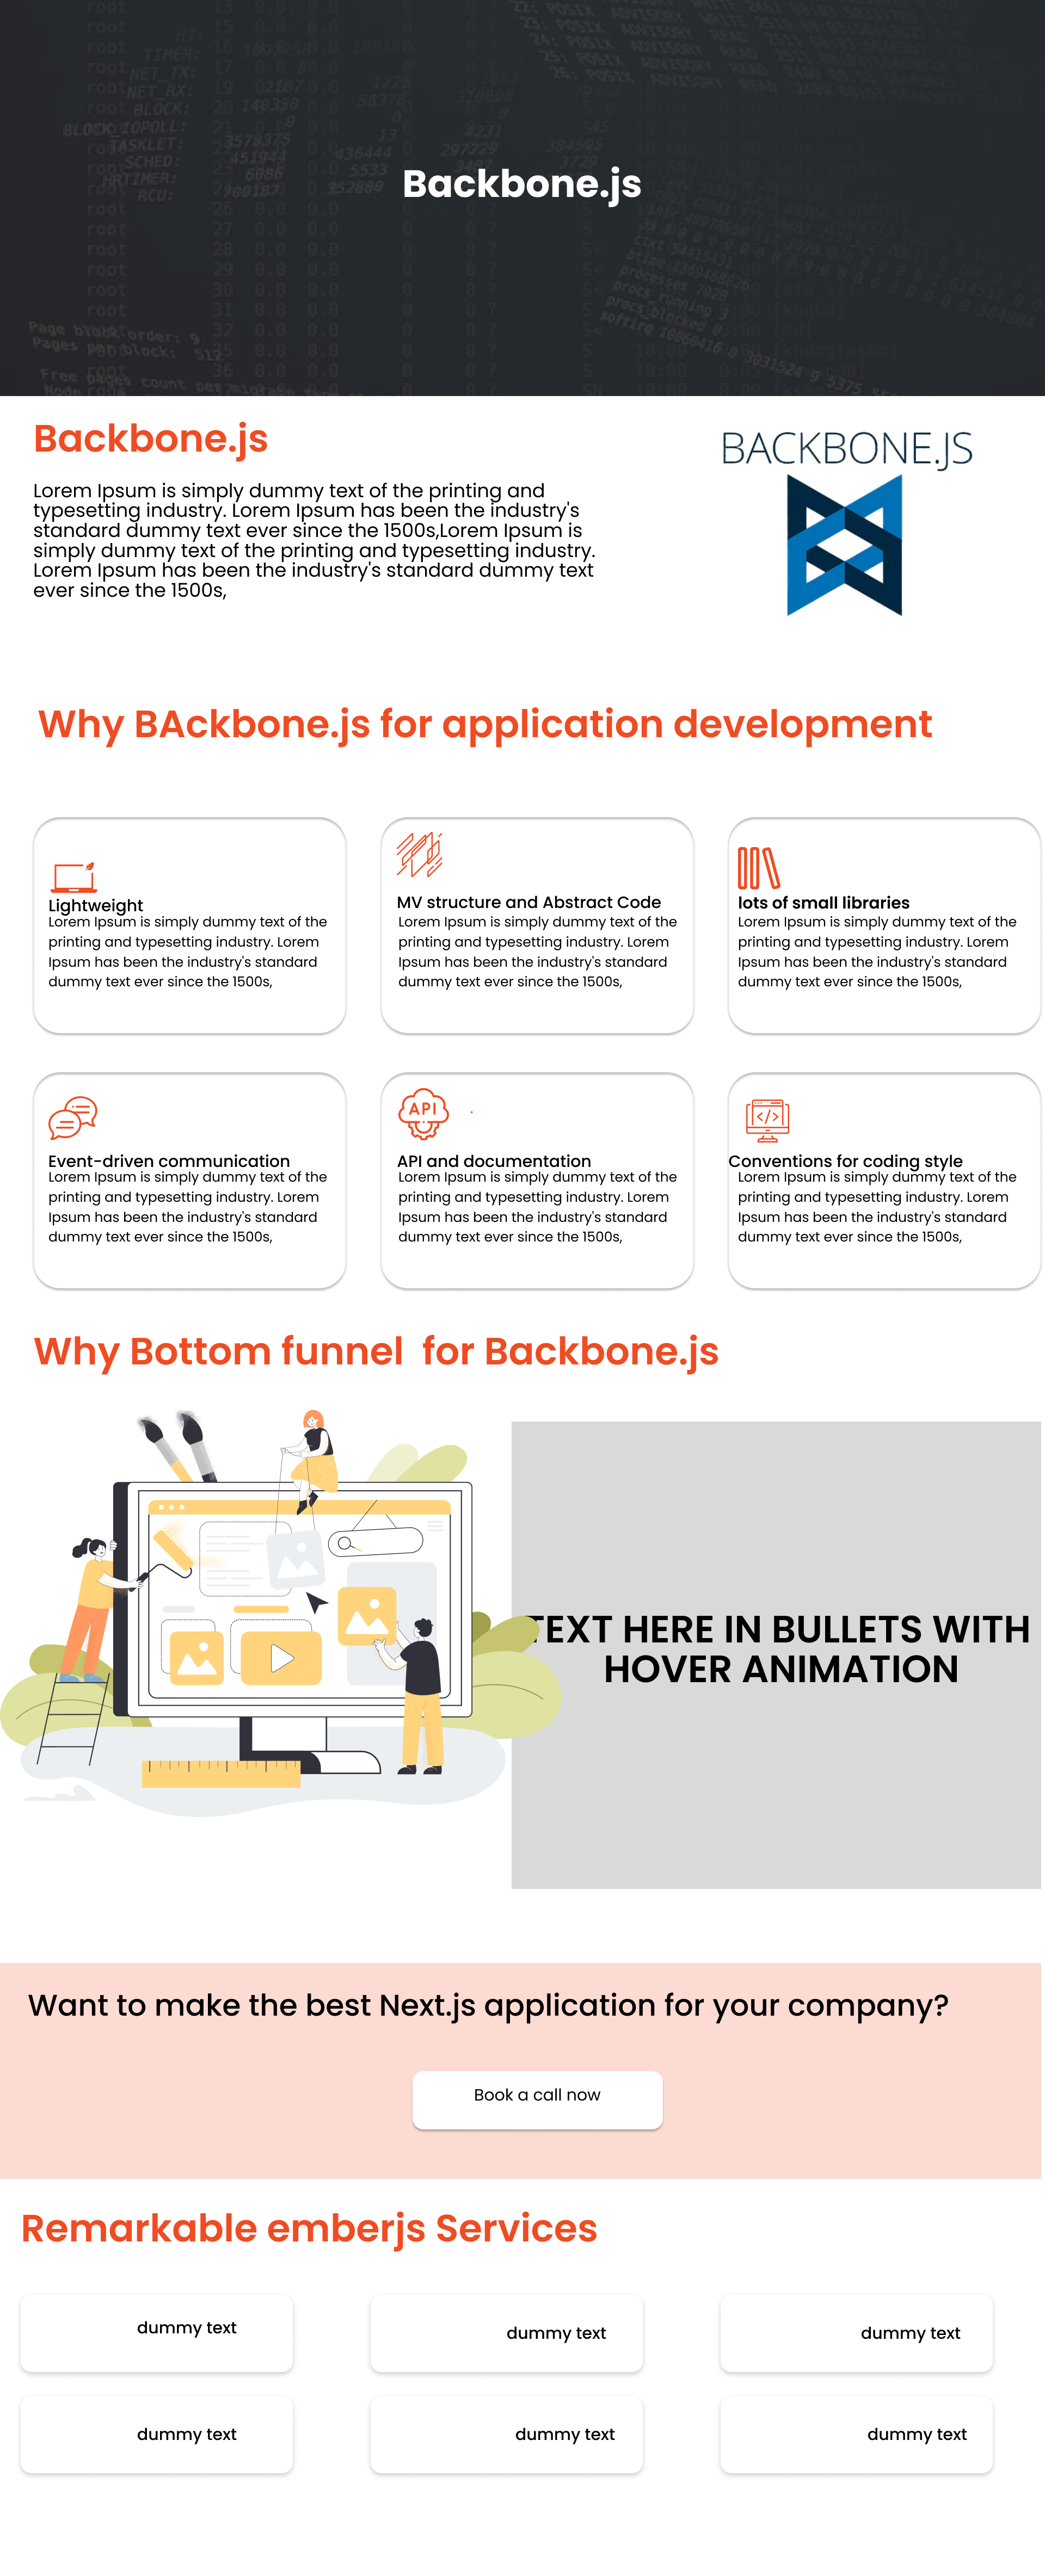 Backbone.js
Backbone.js
Lorem Ipsum is simply dummy text of the printing and
typesetting industry. Lorem Ipsum has been the industry's
standard dummy text ever since the 1500s,Lorem Ipsum is
simply dummy text of the printing and typesetting industry.
Lorem Ipsum has been the industry's standard dummy text
ever since the 1500s,
BACKBONE.JS
Why BAckbone.js for application development
Lightweight
Lorem Ipsum is simply dummy text of the
printing and typesetting industry. Lorem
Ipsum has been the industry's standard
dummy text ever since the 1500s,
MV structure and Abstract Code
Lorem Ipsum is simply dummy text of the
printing and typesetting industry. Lorem
Ipsum has been the industry's standard
dummy text ever since the 1500s,
lots of small libraries
Lorem Ipsum is simply dummy text of the
printing and typesetting industry. Lorem
Ipsum has been the industry's standard
dummy text ever since the 1500s,
Event-driven communication
Lorem Ipsum is simply dummy text of the
printing and typesetting industry. Lorem
Ipsum has been the industry's standard
dummy text ever since the 1500s,
API
API and documentation
Lorem Ipsum is simply dummy text of the
printing and typesetting industry. Lorem
Ipsum has been the industry's standard
dummy text ever since the 1500s,
</>
Conventions for coding style
Lorem Ipsum is simply dummy text of the
printing and typesetting industry. Lorem
Ipsum has been the industry's standard
dummy text ever since the 1500s,
Why Bottom funnel  for Backbone.js
TEXT HERE IN BULLETS WITH
HOVER ANIMATION
Want to make the best Next.js application for your company?
Book a call now
Remarkable emberjs Services
dummy text
dummy text
dummy text
dummy text
dummy text
dummy text